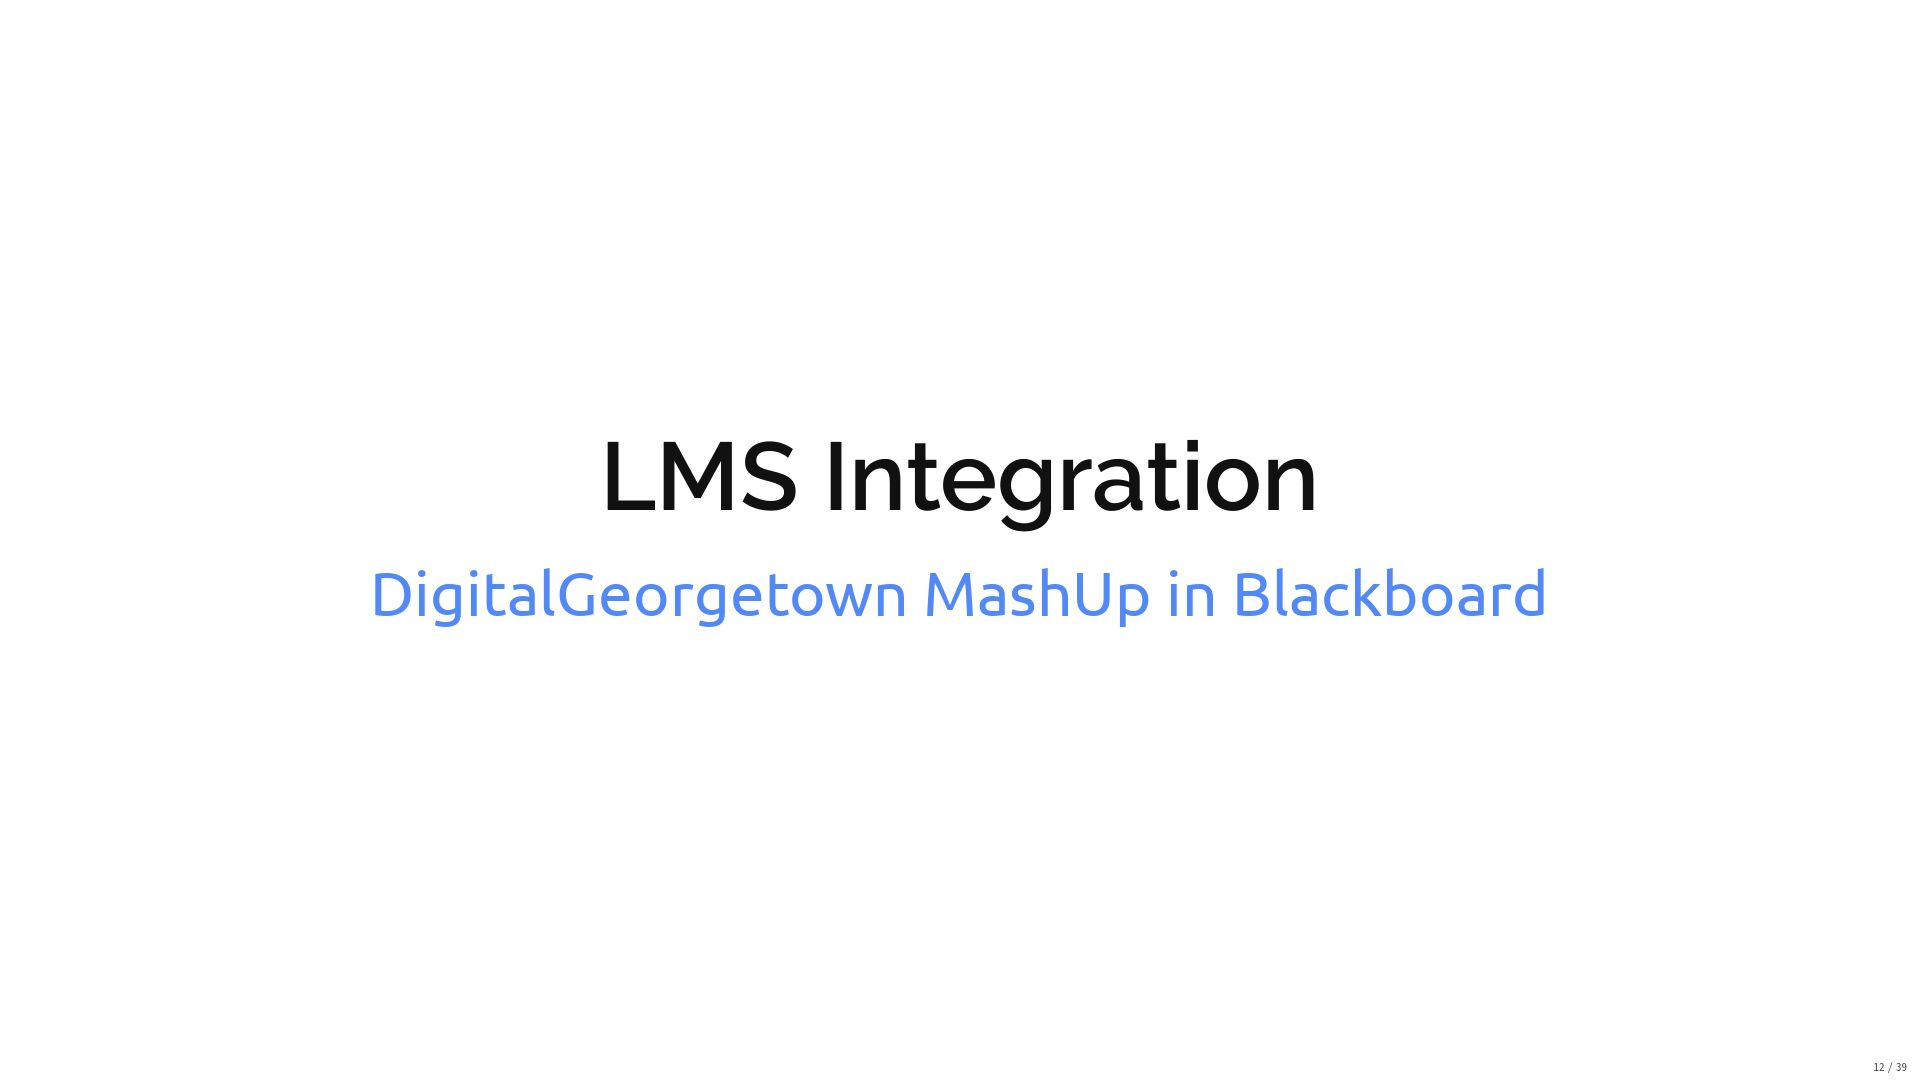 LMS Integration
DigitalGeorgetown MashUp in Blackboard
12 / 39